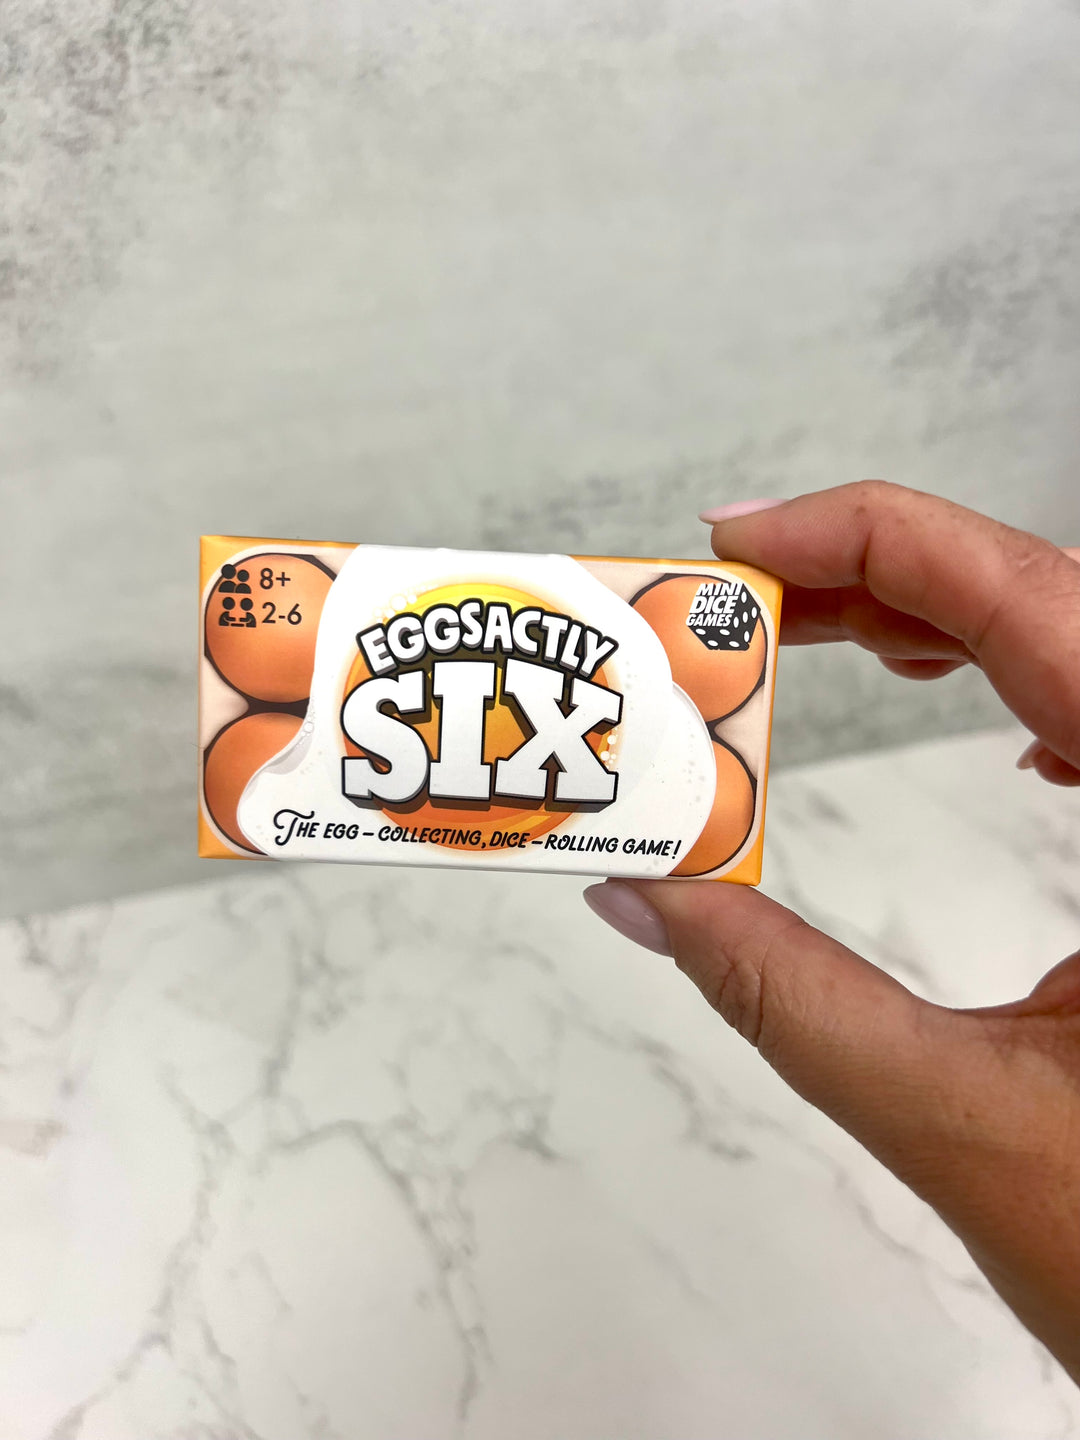 8+
2-6
MINI
DICE
GAMES
EGGSACTLY
SIX
THE EGG – COLLECTING, DICE – ROLLING GAME!